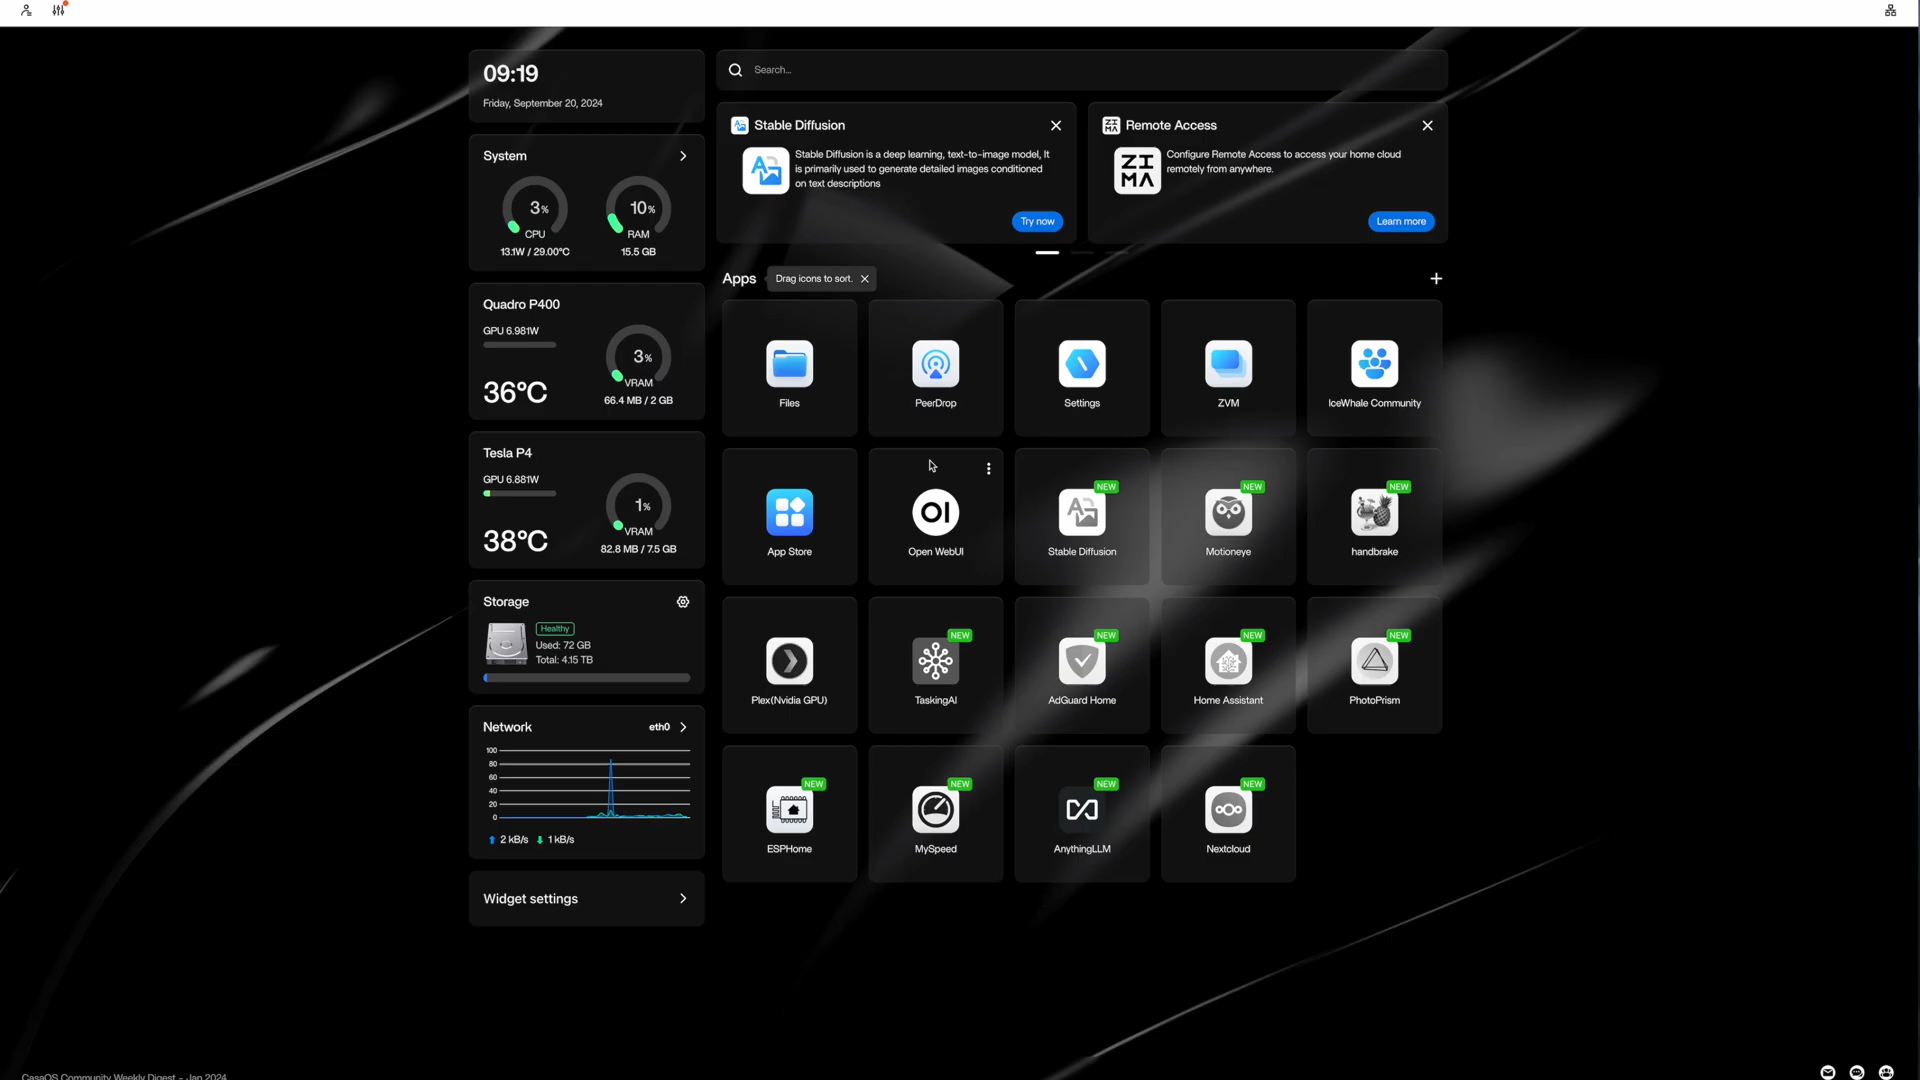 09:19
Friday, September 20, 2024
Search...
System
3%
CPU
13.1W / 29.00°C
10%
RAM
15.5 GB
Quadro P400
GPU 6.981W
36°C
3%
VRAM
66.4 MB / 2 GB
Tesla P4
GPU 6.881W
38°C
1%
VRAM
82.8 MB / 7.5 GB
Storage
Healthy
Used: 72 GB
Total: 4.15 TB
Network
eth0
100
80
60
40
20
0
2 kB/s
1 kB/s
Widget settings
Stable Diffusion
Stable Diffusion is a deep learning, text-to-image model, It
is primarily used to generate detailed images conditioned
on text descriptions
Try now
ZI
MA
Remote Access
ZI
MA
Configure Remote Access to access your home cloud
remotely from anywhere.
Learn more
Apps
Drag icons to sort.
Files
PeerDrop
Settings
ZVM
IceWhale Community
App Store
OI
Open WebUI
NEW
Stable Diffusion
NEW
Motioneye
NEW
handbrake
Plex(Nvidia GPU)
NEW
TaskingAI
NEW
AdGuard Home
NEW
Home Assistant
NEW
PhotoPrism
NEW
ESPHome
NEW
MySpeed
NEW
AnythingLLM
NEW
Nextcloud
CasaOS Community Weekly Digest - Jan 2024